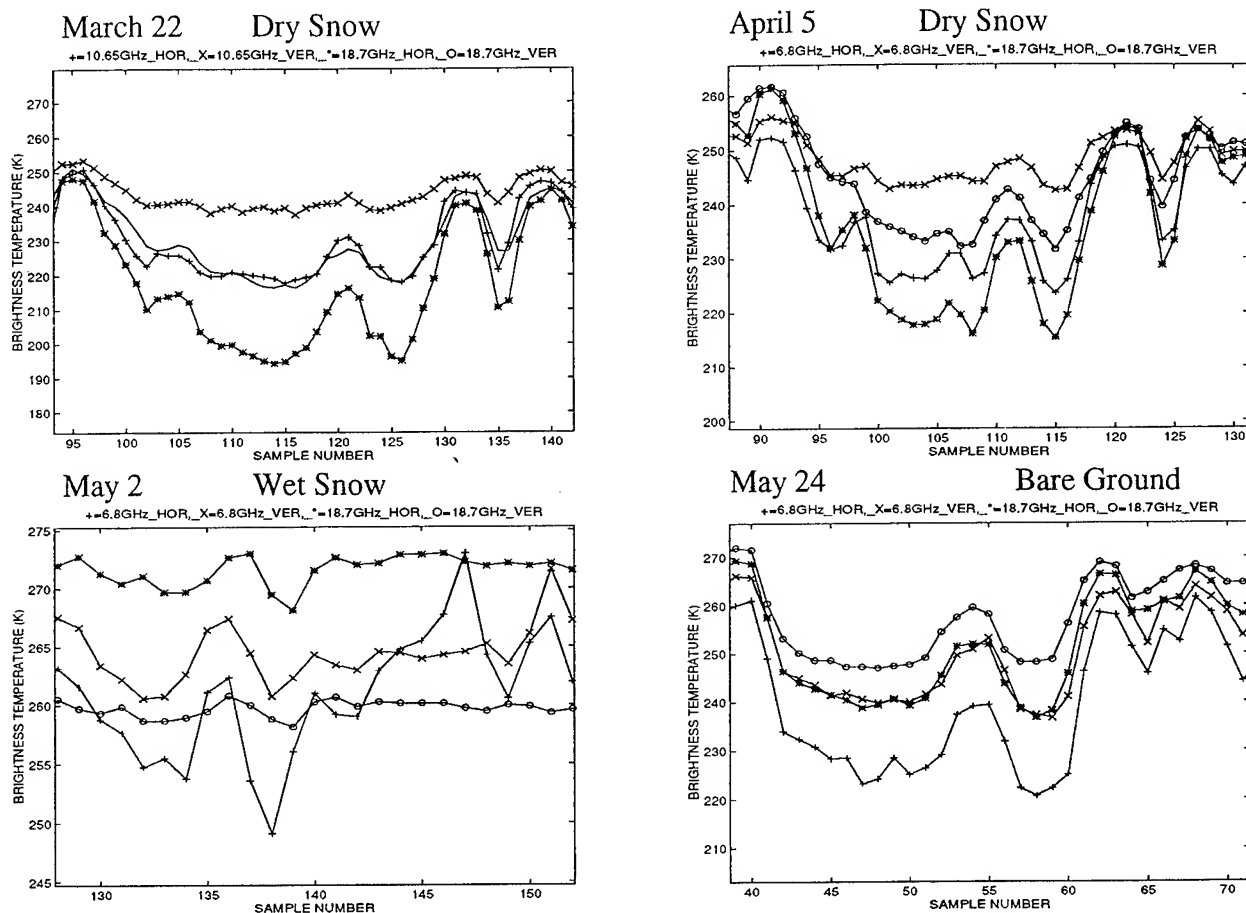 March 22 Dry Snow
+=10.65GHz_HOR,_X=10.65GHz_VER,_*=18.7GHz_HOR,_O=18.7GHz_VER
BRIGHTNESS TEMPERATURE (K)
270
260
250
240
230
220
210
200
190
180
95 100 105 110 115 120 125 130 135 140
SAMPLE NUMBER
April 5 Dry Snow
+=6.8GHz_HOR,_X=6.8GHz_VER,_*=18.7GHz_HOR,_O=18.7GHz_VER
BRIGHTNESS TEMPERATURE (K)
260
250
240
230
220
210
200
90 95 100 105 110 115 120 125 130
SAMPLE NUMBER
May 2 Wet Snow
+=6.8GHz_HOR,_X=6.8GHz_VER,_*=18.7GHz_HOR,_O=18.7GHz_VER
BRIGHTNESS TEMPERATURE (K)
275
270
265
260
255
250
245
130 135 140 145 150
SAMPLE NUMBER
May 24 Bare Ground
+=6.8GHz_HOR,_X=6.8GHz_VER,_*=18.7GHz_HOR,_O=18.7GHz_VER
BRIGHTNESS TEMPERATURE (K)
270
260
250
240
230
220
210
40 45 50 55 60 65 70
SAMPLE NUMBER